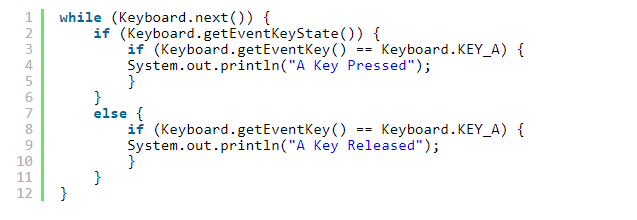 1 while (Keyboard.next()) {
2     if (Keyboard.getEventKeyState()) {
3         if (Keyboard.getEventKey() == Keyboard.KEY_A) {
4         System.out.println("A Key Pressed");
5         }
6     }
7     else {
8         if (Keyboard.getEventKey() == Keyboard.KEY_A) {
9         System.out.println("A Key Released");
10         }
11     }
12 }